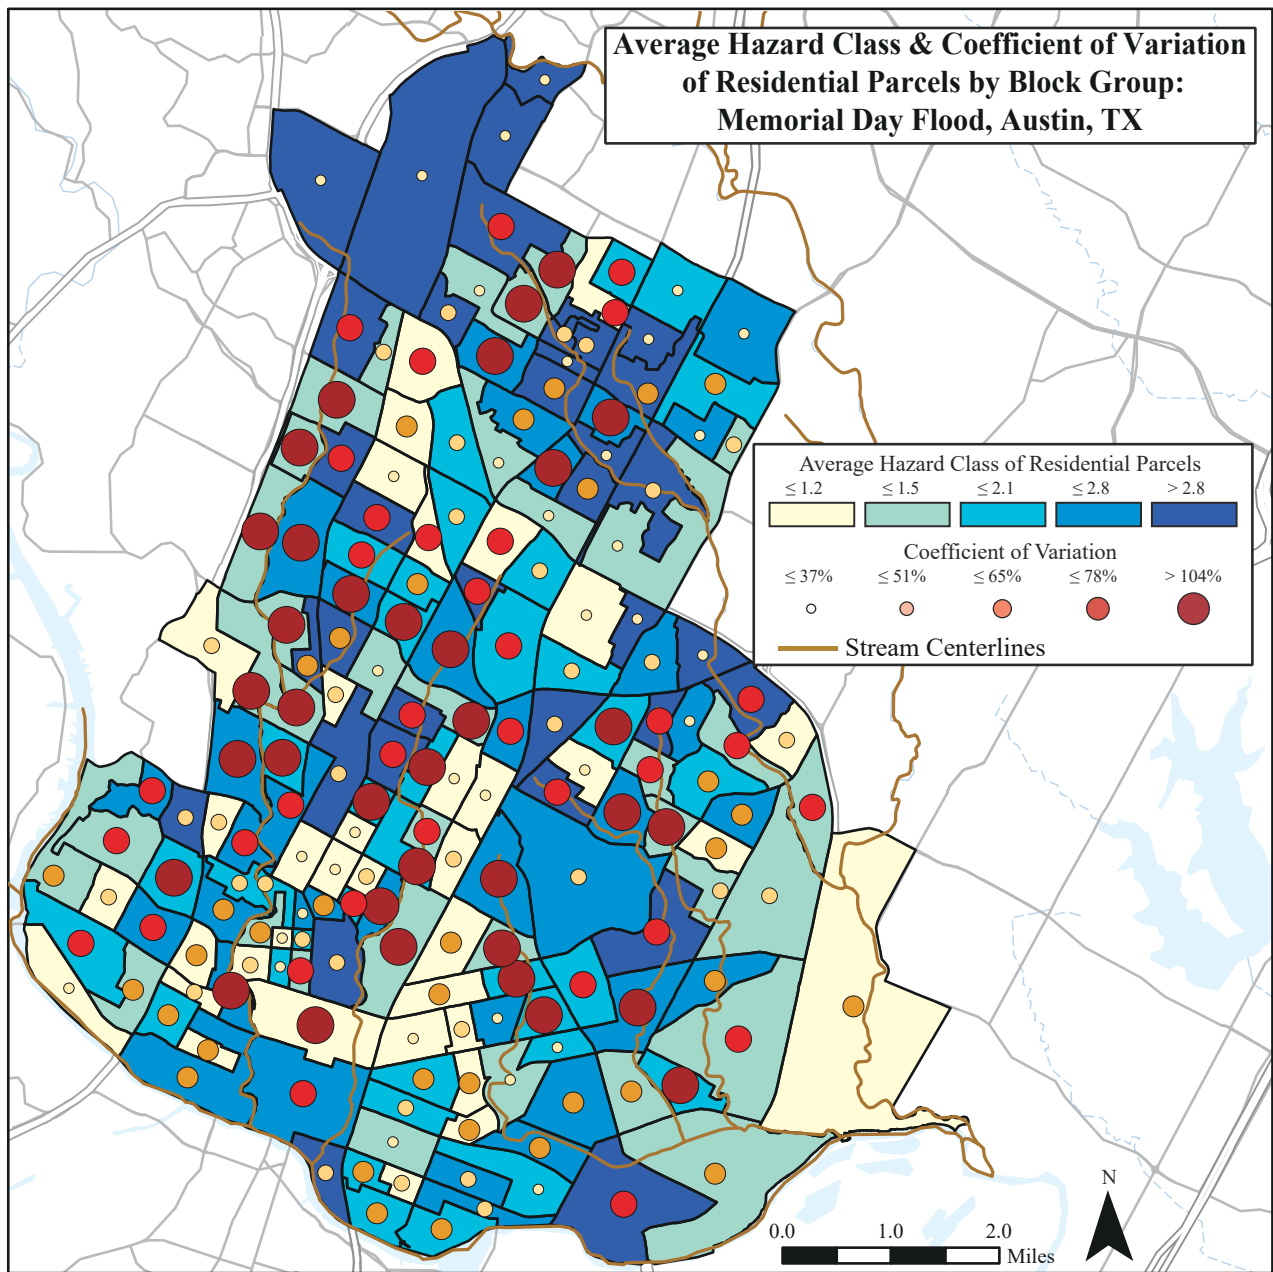 Average Hazard Class & Coefficient of Variation
of Residential Parcels by Block Group:
Memorial Day Flood, Austin, TX
Average Hazard Class of Residential Parcels
≤ 1.2 ≤ 1.5 ≤ 2.1 ≤ 2.8 > 2.8
Coefficient of Variation
≤ 37% ≤ 51% ≤ 65% ≤ 78% > 104%
Stream Centerlines
N
0.0 1.0 2.0
Miles